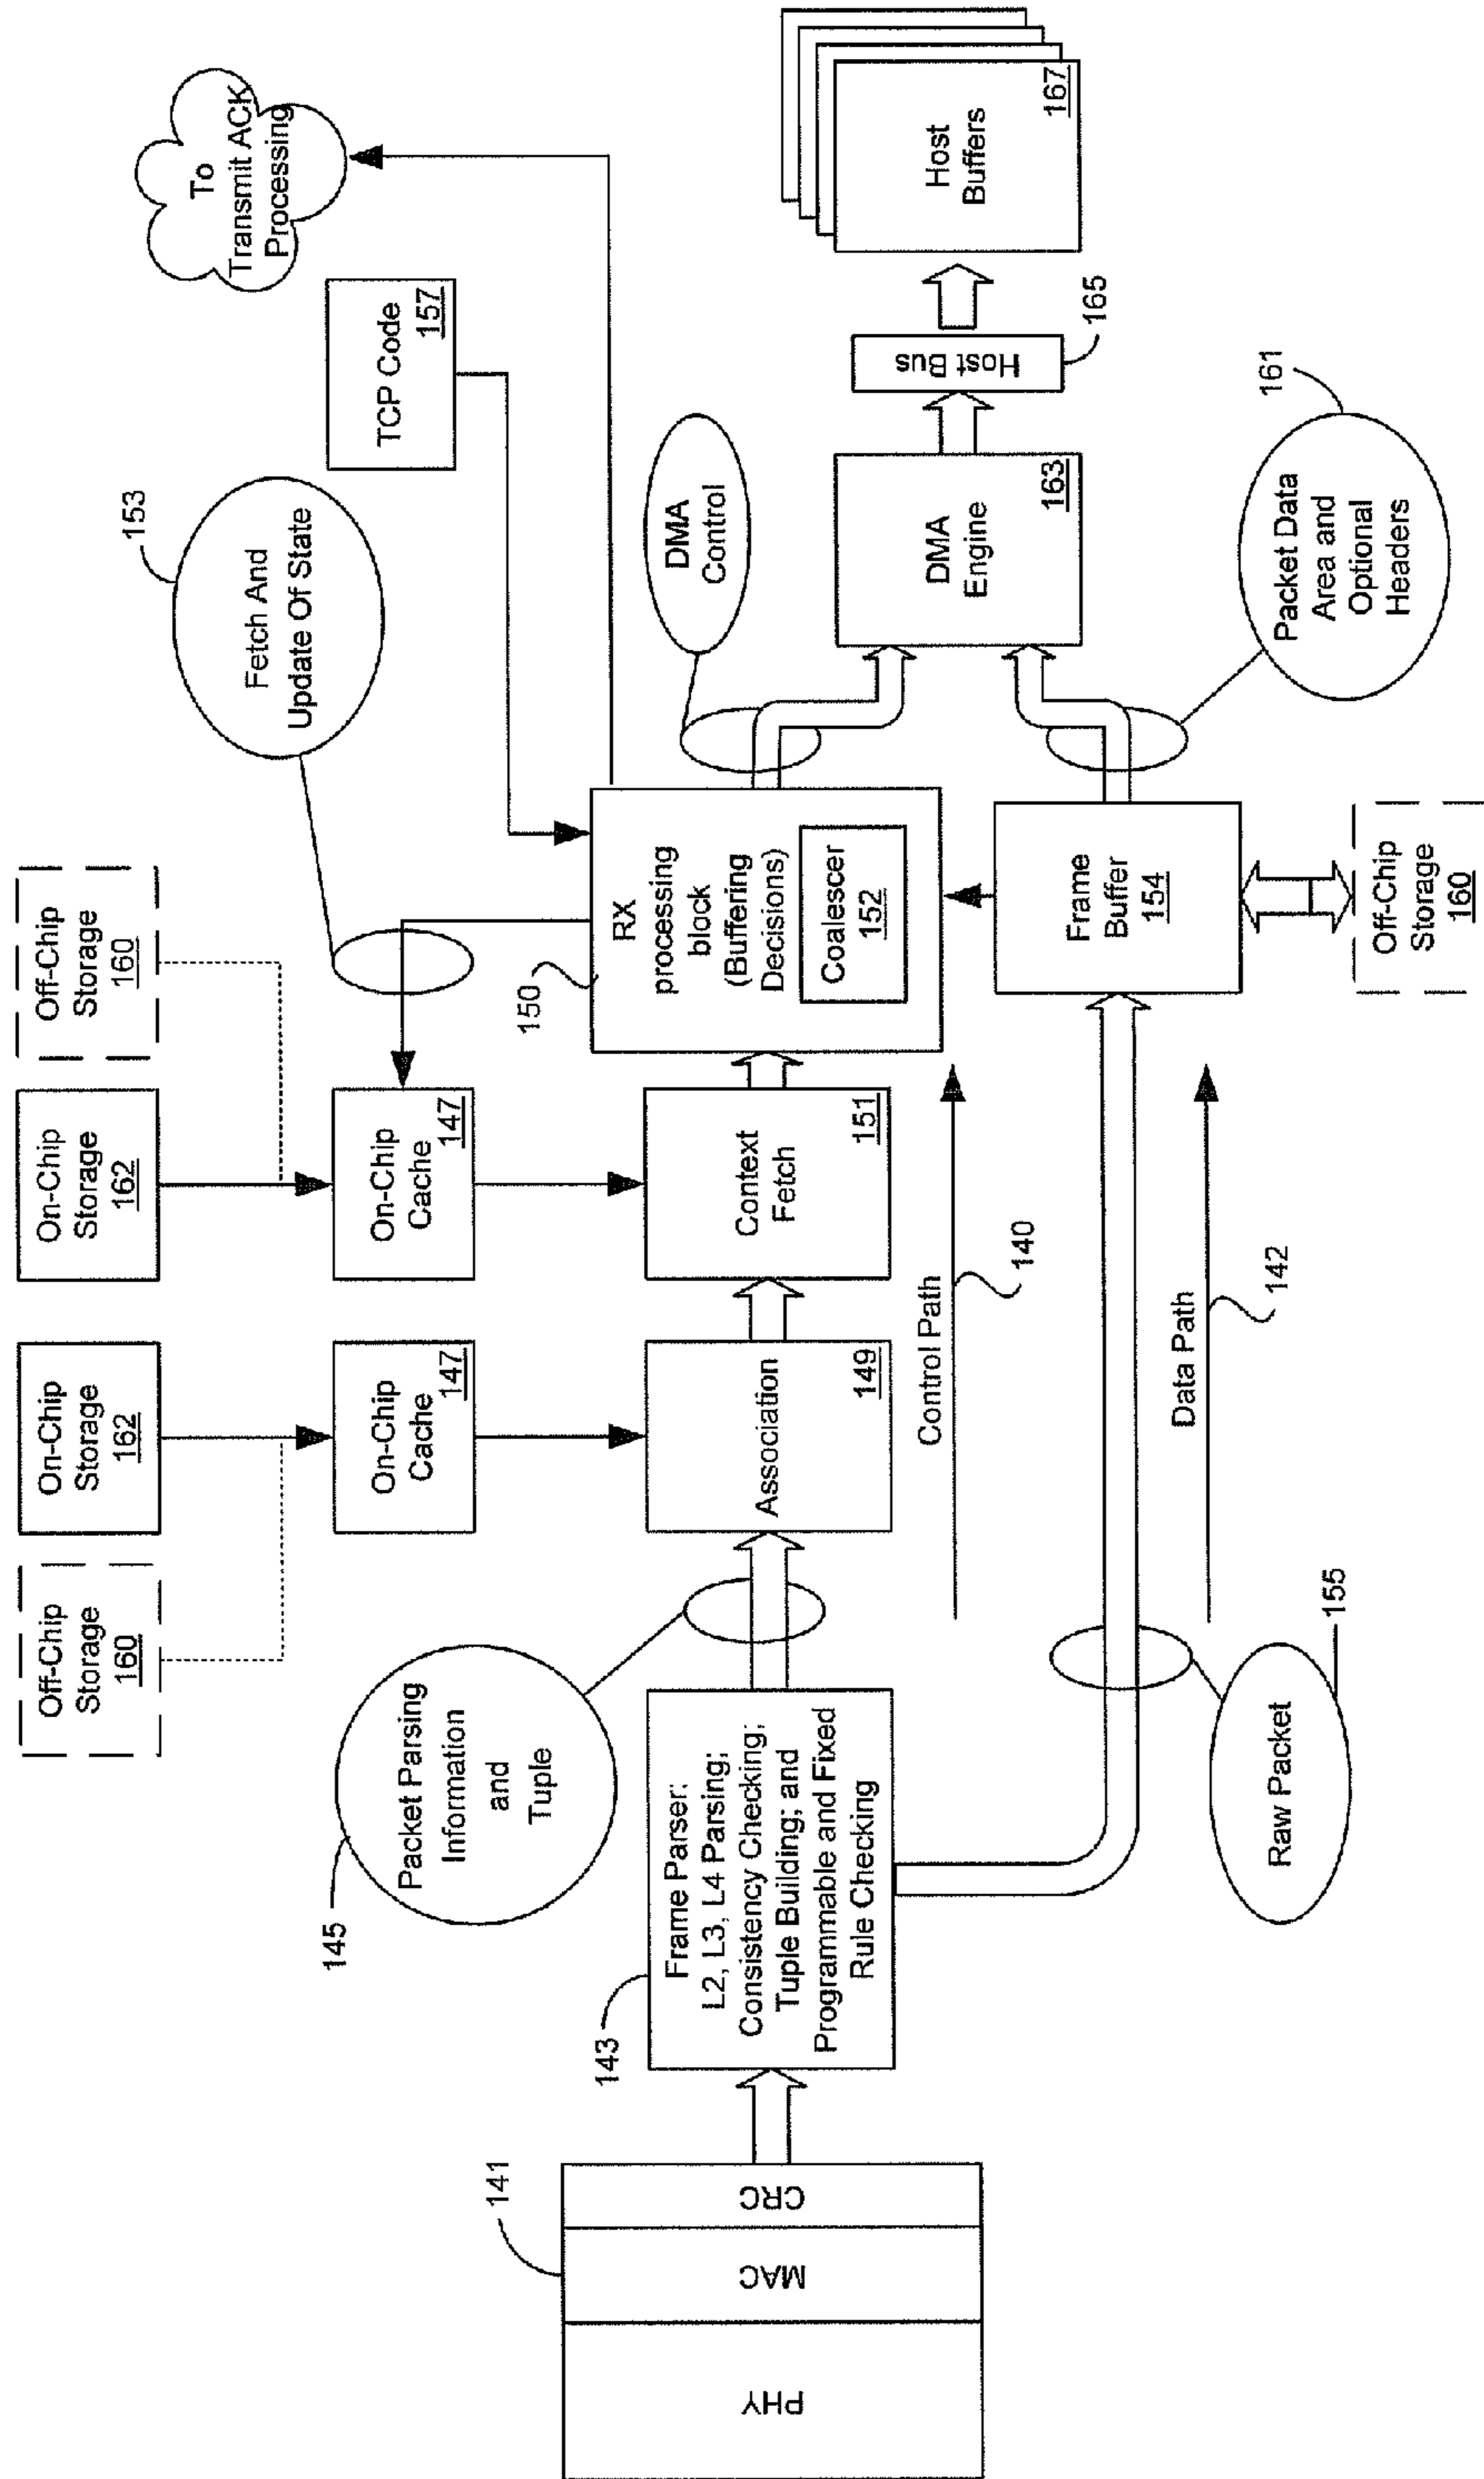 PHY
MAC
CRC
141
143
Frame Parser:
L2, L3, L4 Parsing;
Consistency Checking;
Tuple Building; and
Programmable and Fixed
Rule Checking
145
Packet Parsing
Information
and
Tuple
Raw Packet
155
Off-Chip
Storage
160
On-Chip
Storage
162
On-Chip
Cache
147
Association
149
On-Chip
Storage
162
Off-Chip
Storage
160
On-Chip
Cache
147
Context
Fetch
151
Control Path
140
Data Path
142
153
Fetch And
Update Of State
150
RX
processing
block
(Buffering
Decisions)
Coalescer
152
Frame
Buffer
154
Off-Chip
Storage
160
TCP Code
157
To
Transmit ACK
Processing
DMA
Control
DMA
Engine
163
Packet Data
Area and
Optional
Headers
161
Host Bus
165
Host
Buffers
167